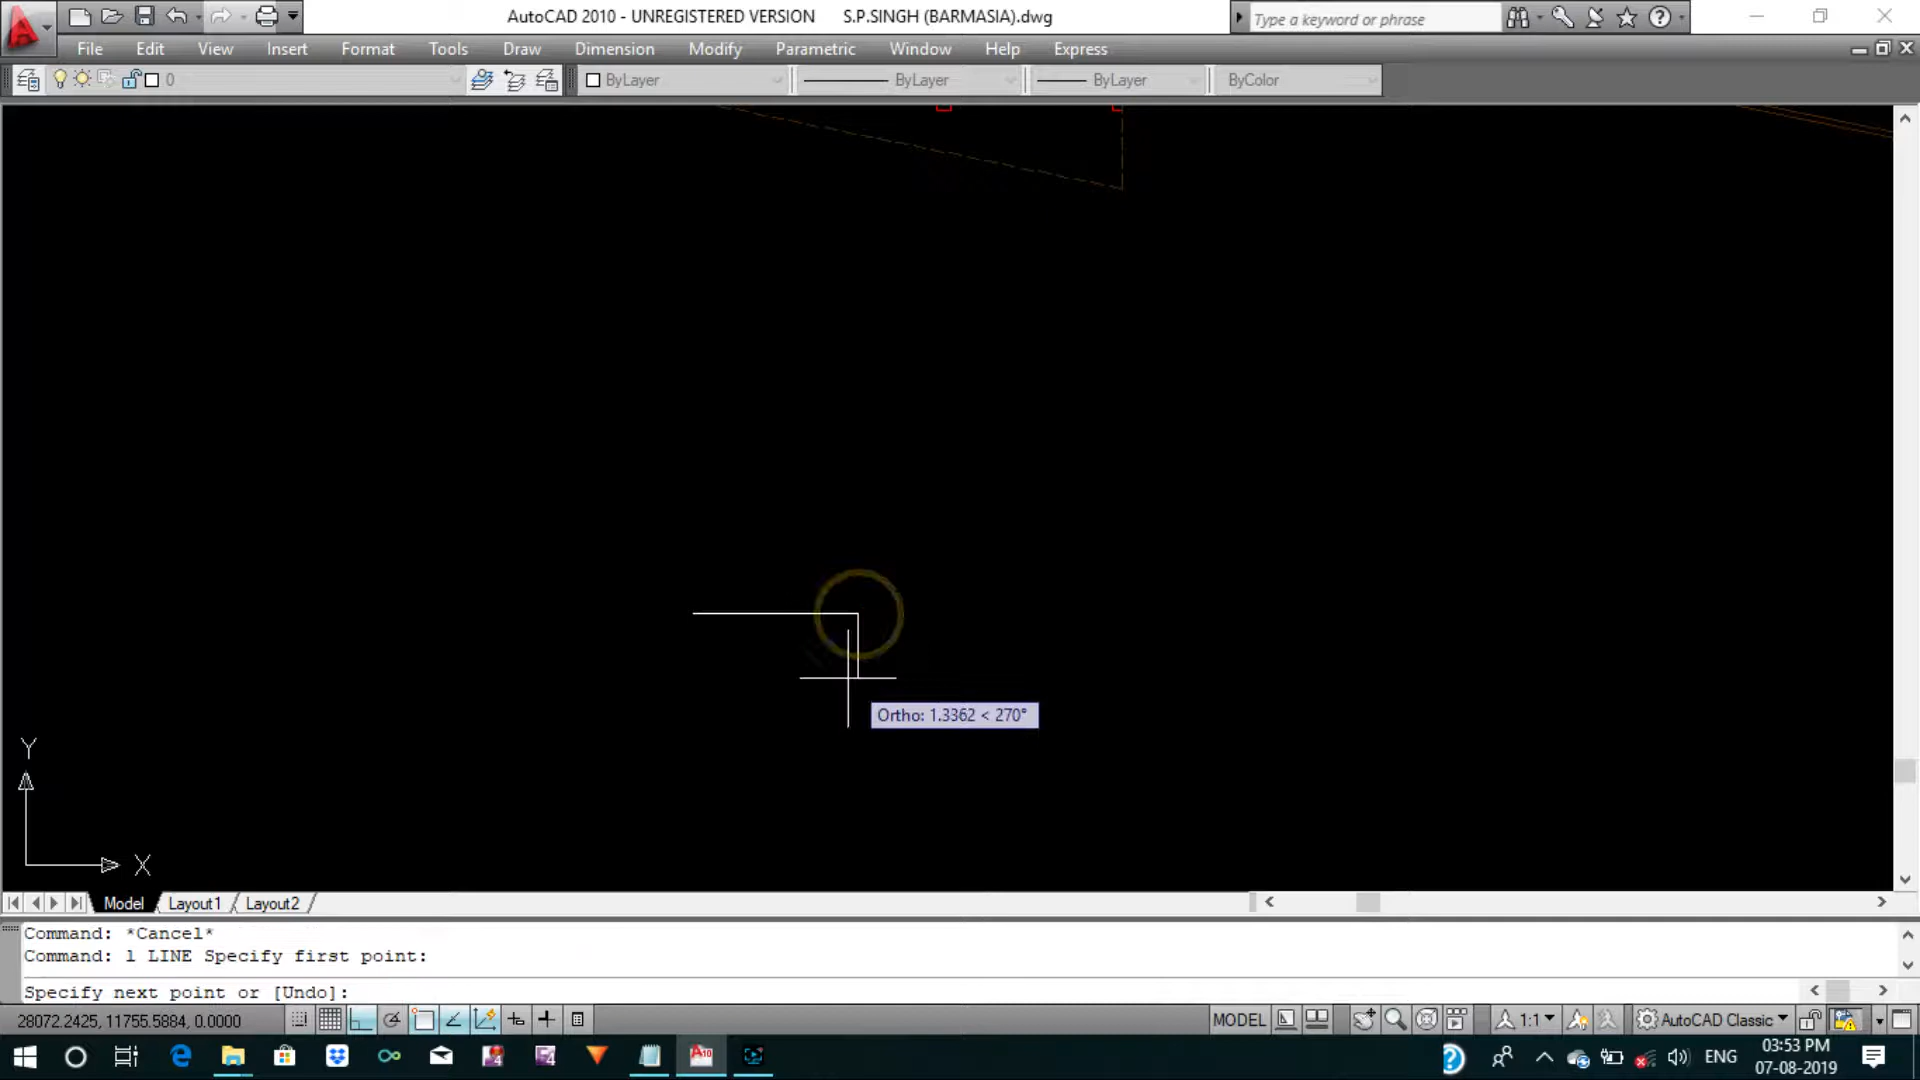 AutoCAD 2010 - UNREGISTERED VERSION S.P.SINGH (BARMASIA).dwg
Type a keyword or phrase
File Edit View Insert Format Tools Draw Dimension Modify Parametric Window Help Express
0 ByLayer ByLayer ByLayer ByColor
Ortho: 1.3362 < 270°
Y
X
Model Layout1 Layout2
Command: *Cancel*
Command: l LINE Specify first point:
Specify next point or [Undo]:
28072.2425, 11755.5884, 0.0000 MODEL 1:1 AutoCAD Classic
ENG 03:53 PM
07-08-2019